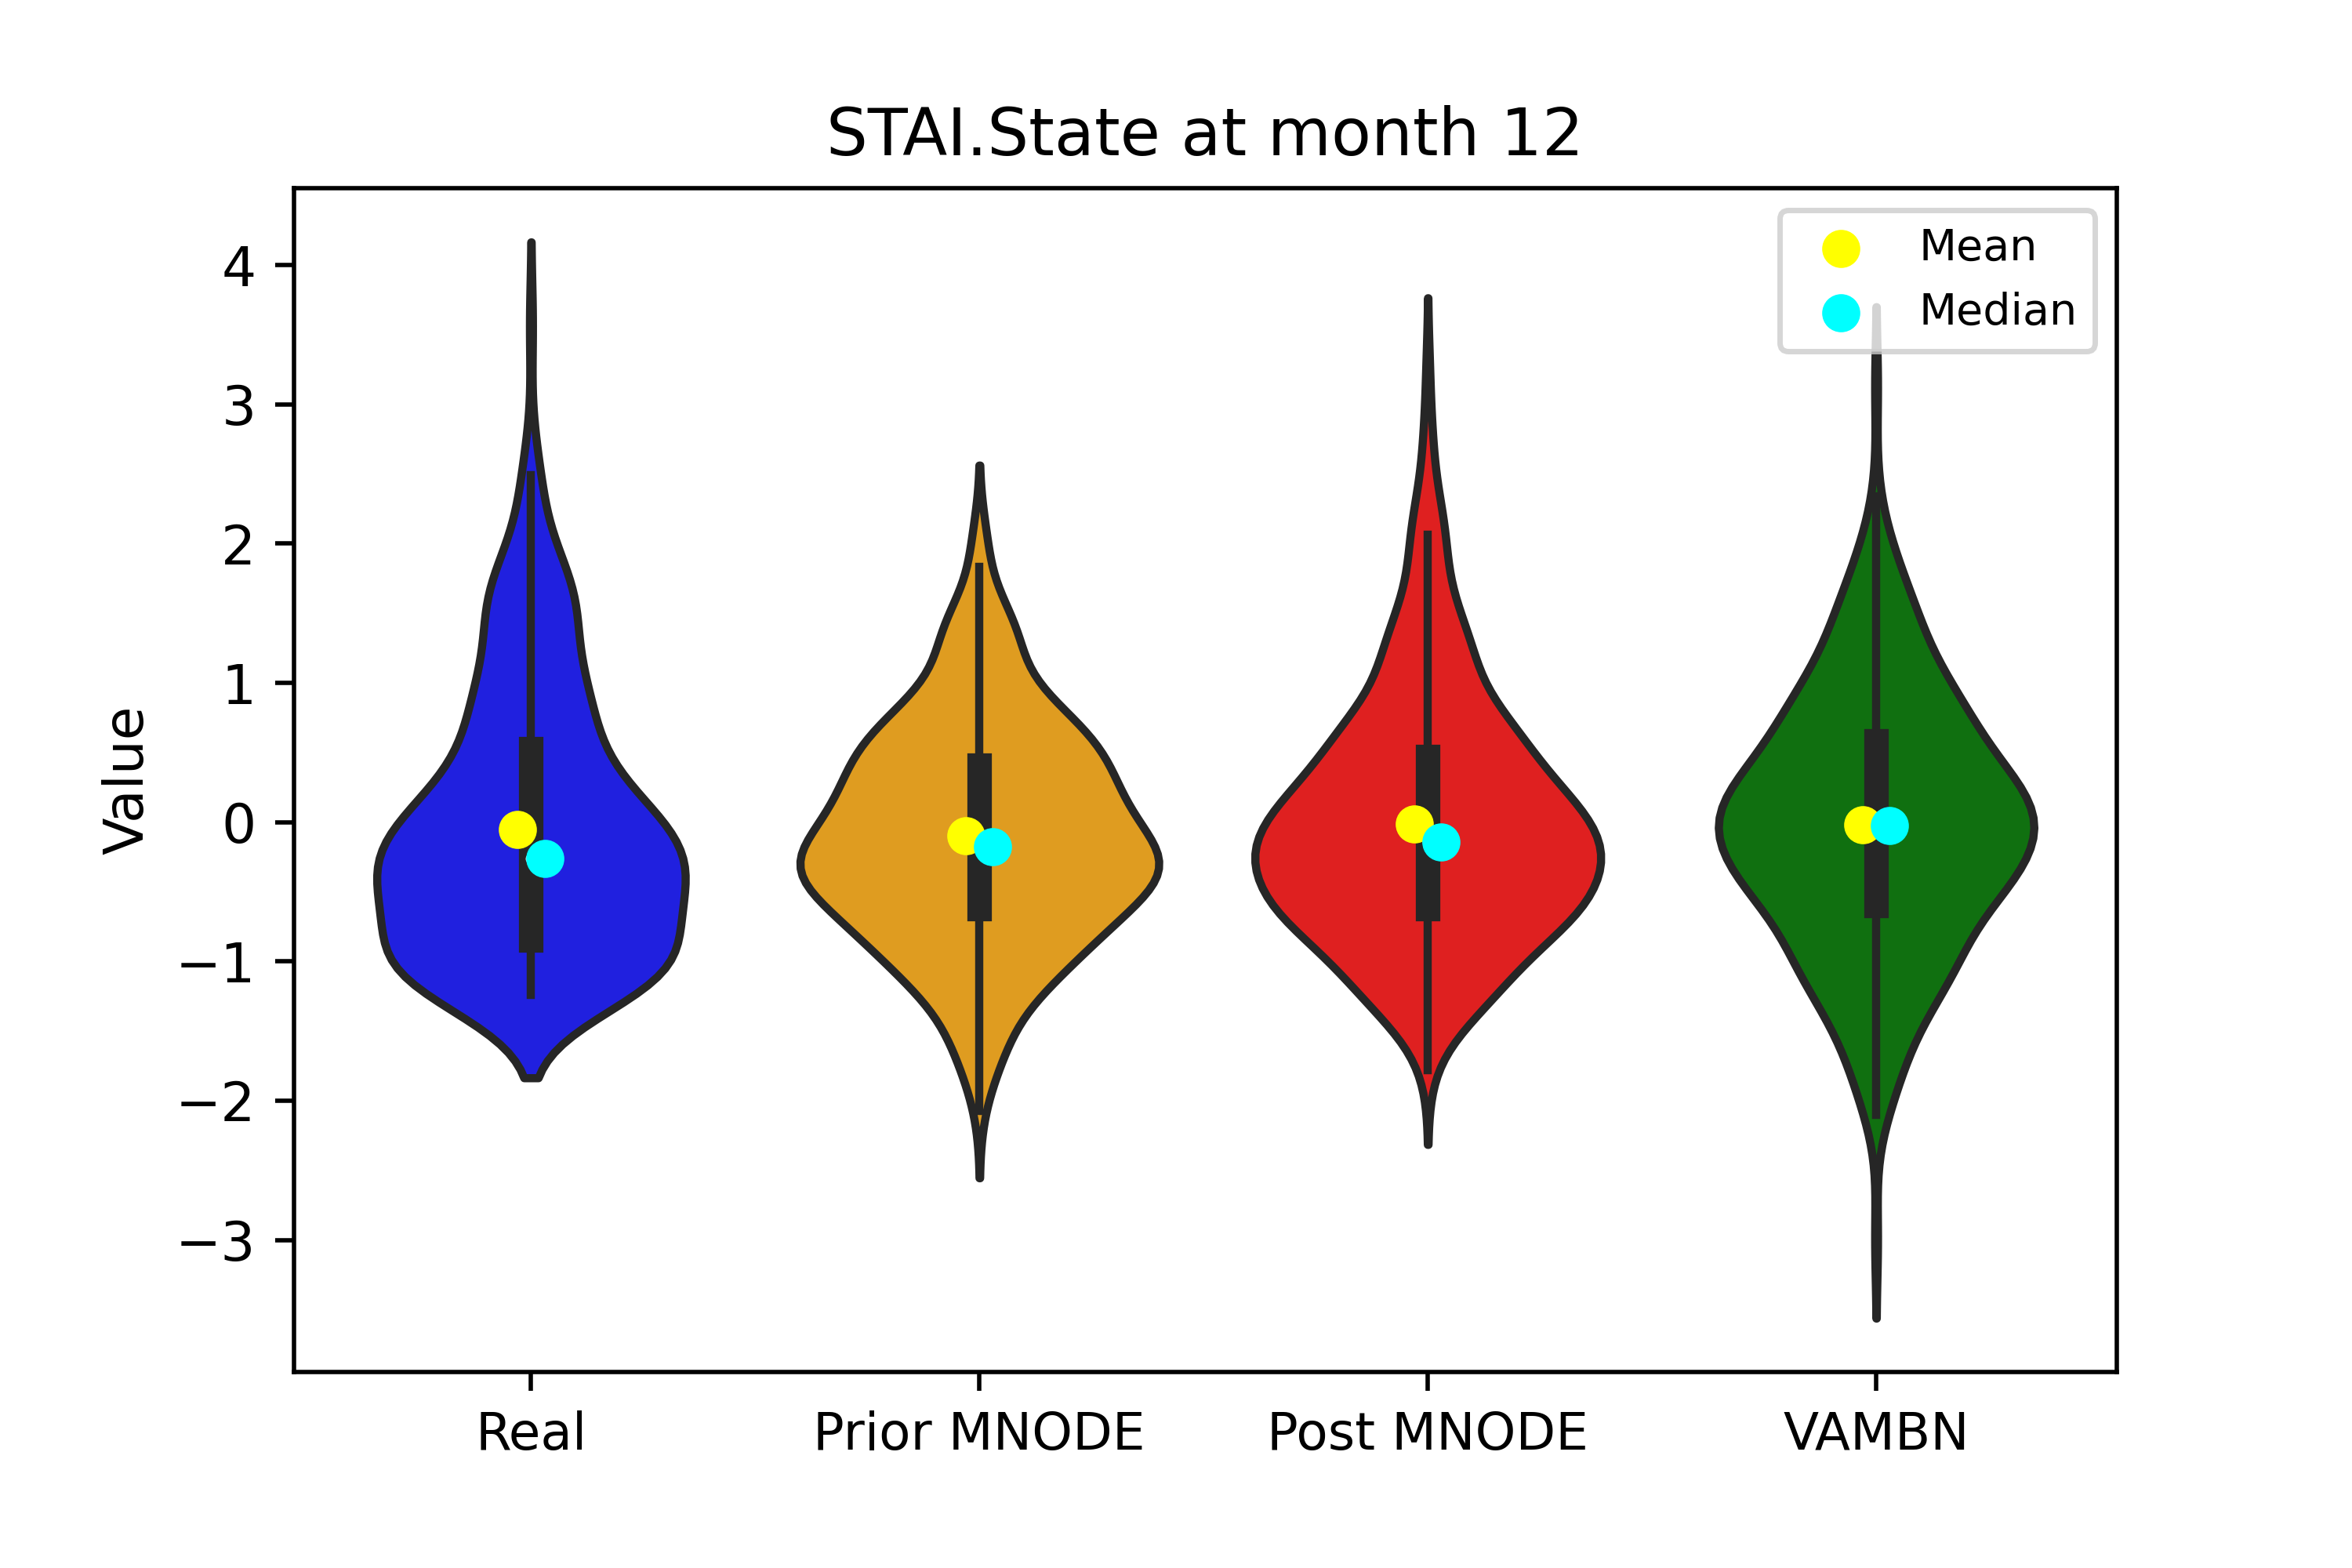 STAI.State at month 12
Mean
Median
Value
4
3
2
1
0
−1
−2
−3
Real
Prior MNODE
Post MNODE
VAMBN